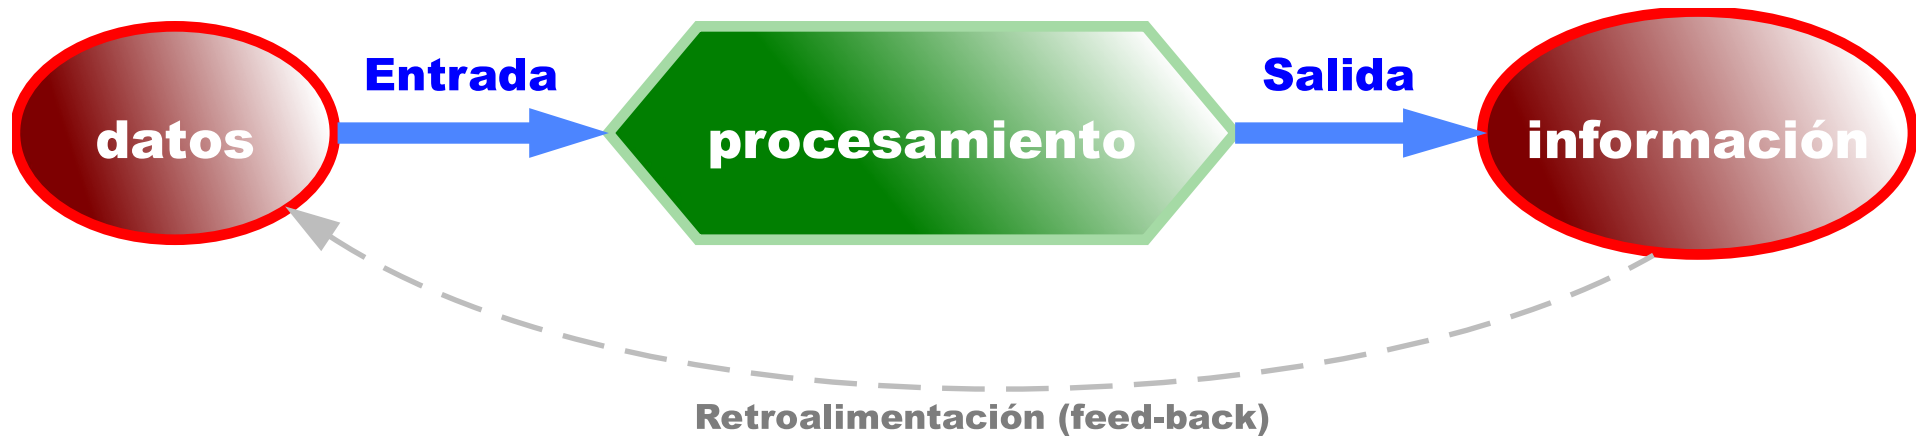 datos
Entrada
procesamiento
Salida
información
Retroalimentación (feed-back)